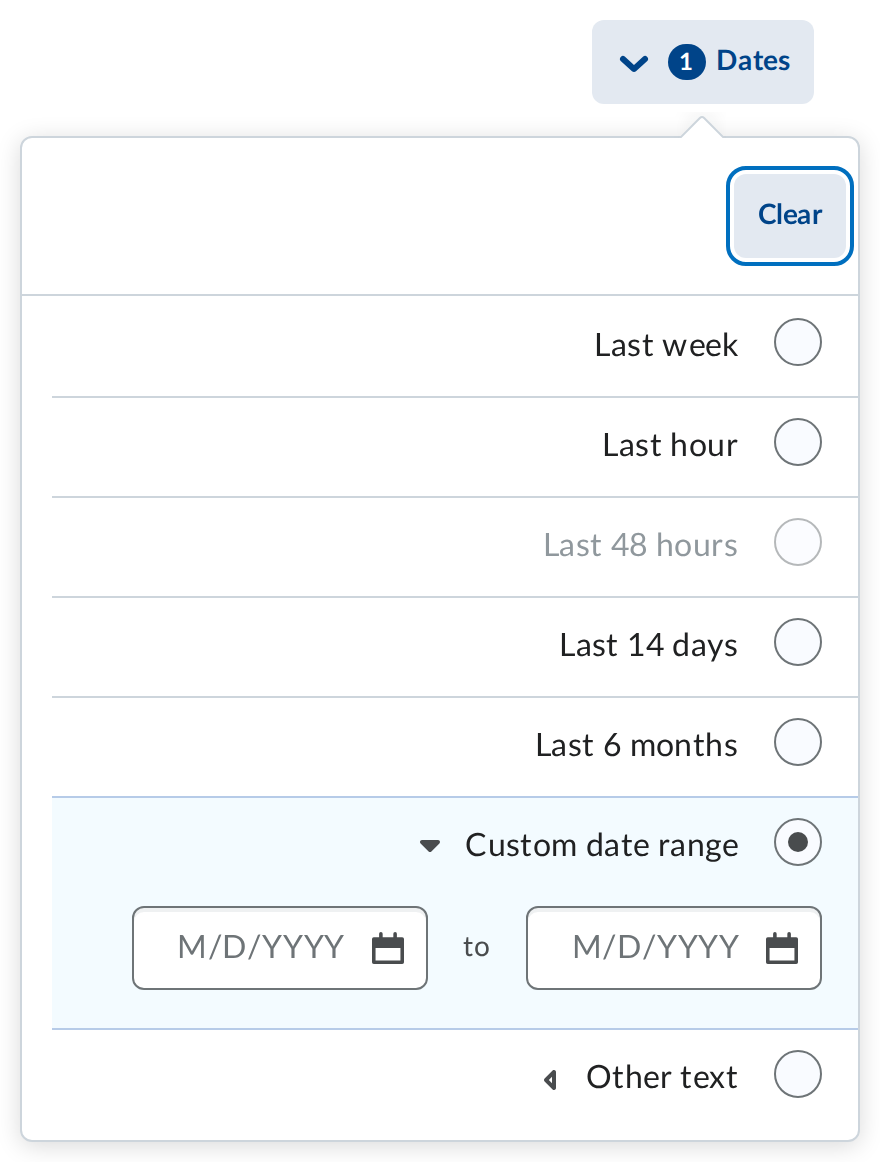 1 Dates
Clear
Last week
Last hour
Last 48 hours
Last 14 days
Last 6 months
Custom date range
M/D/YYYY to M/D/YYYY
Other text